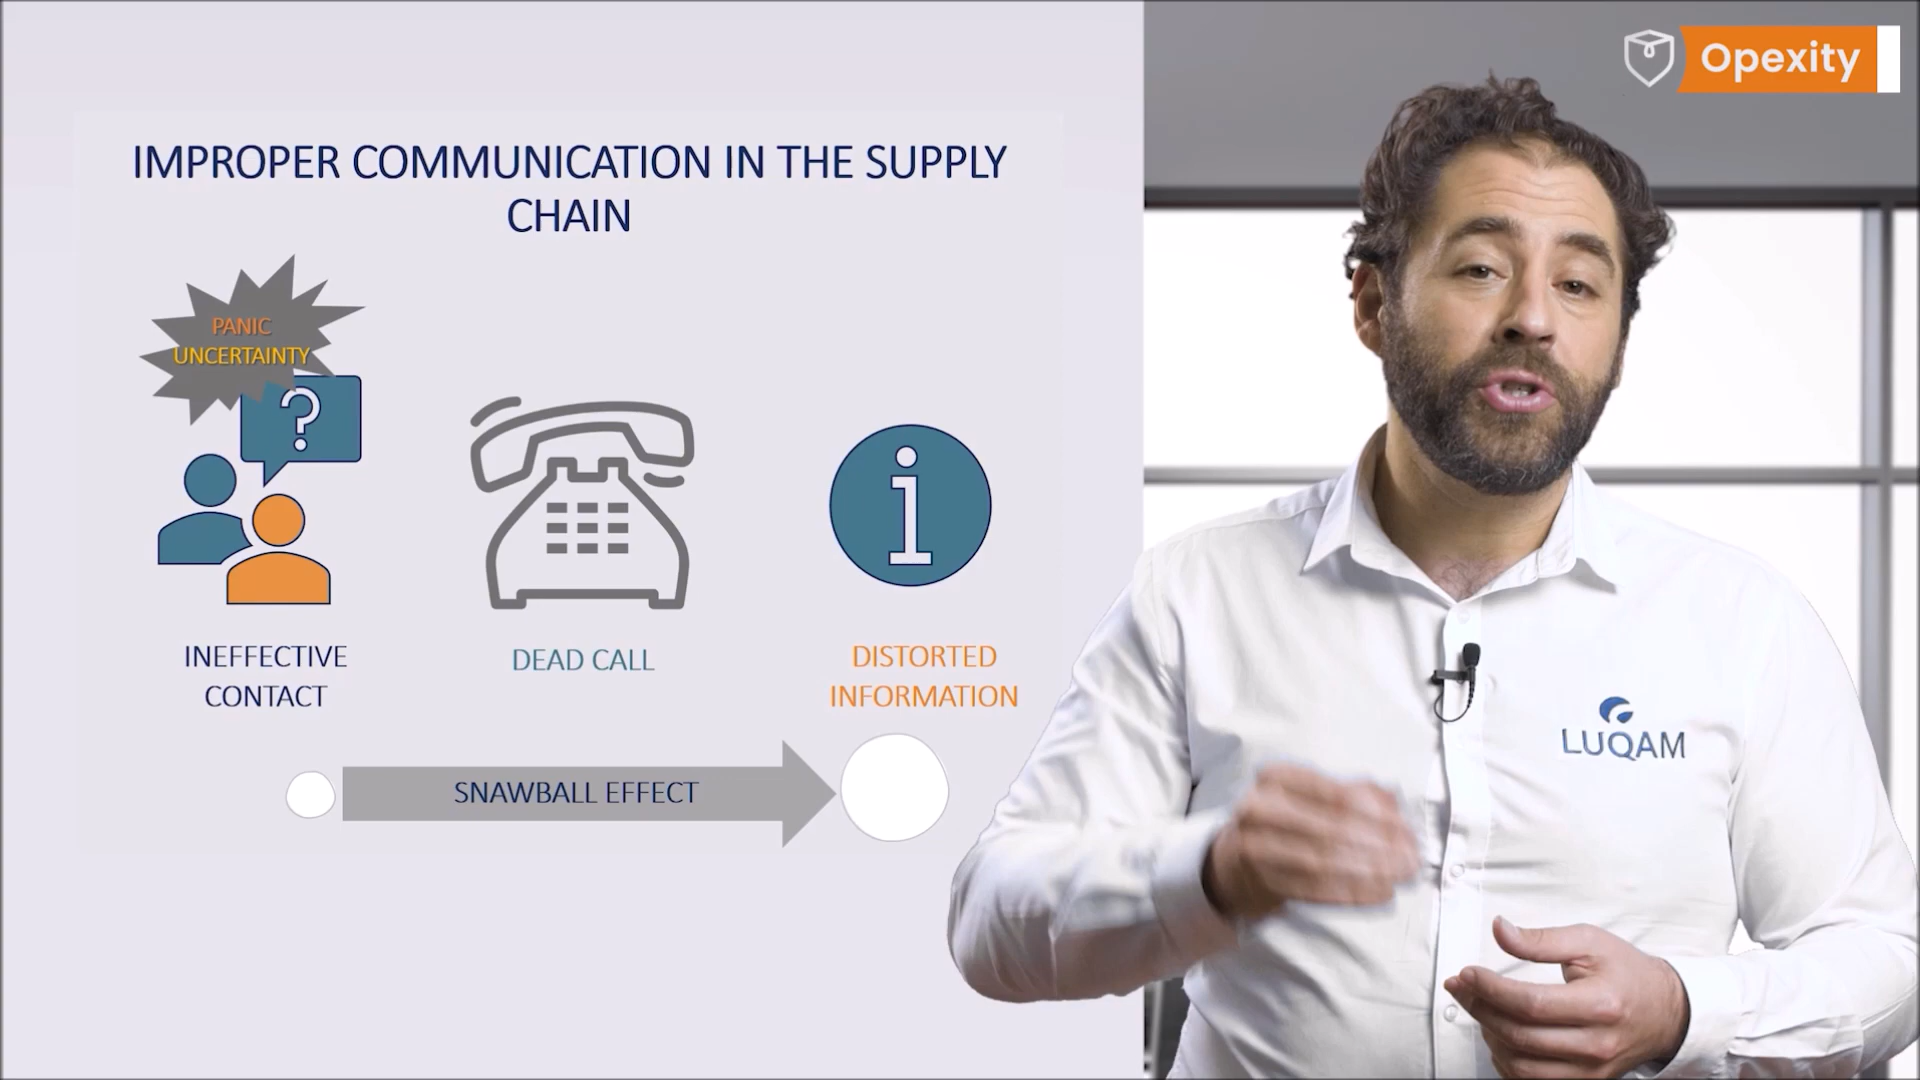 Opexity
IMPROPER COMMUNICATION IN THE SUPPLY
CHAIN
PANIC
UNCERTAINTY
?
i
INEFFECTIVE
CONTACT
DEAD CALL
DISTORTED
INFORMATION
SNAWBALL EFFECT
LUQAM